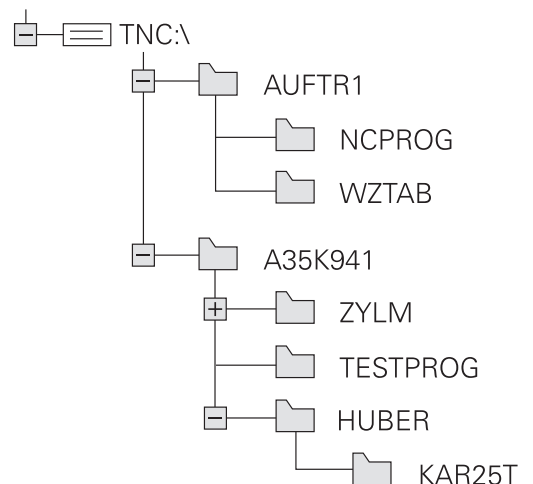 TNC:\
AUFTR1
NCPROG
WZTAB
A35K941
ZYLM
TESTPROG
HUBER
KAR25T